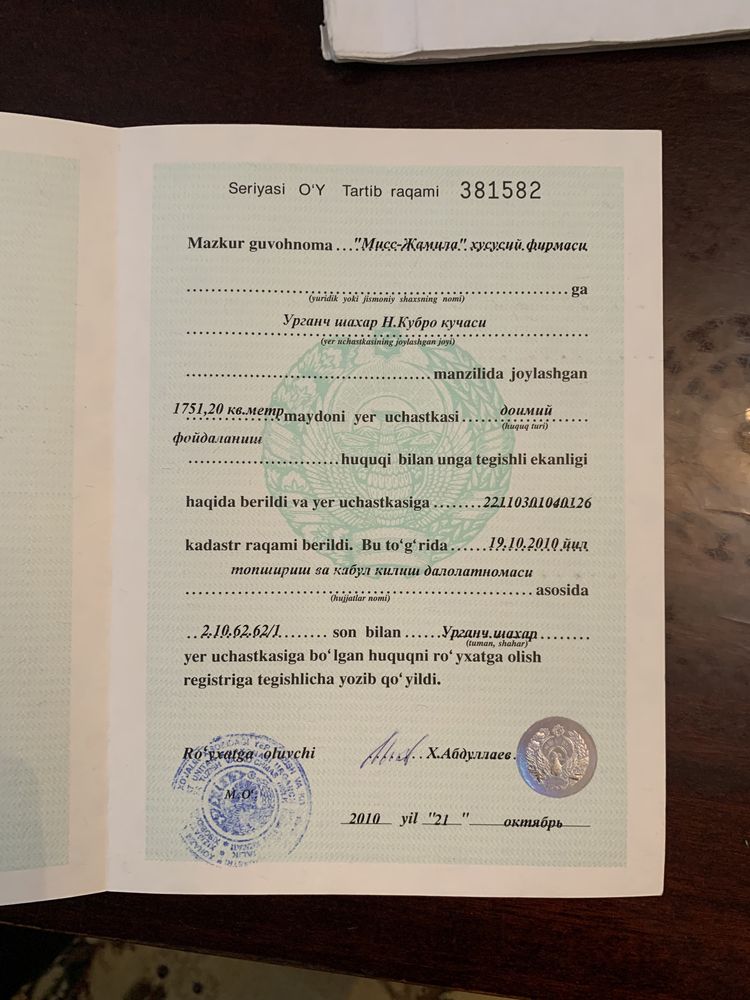 Seriyasi O‘Y Tartib raqami 381582
Mazkur guvohnoma ..."Мисс-Жамила" хусусий фирмаси
ga
(yuridik yoki jismoniy shaxsning nomi)
Урганч шахар Н.Кубро кучаси
(yer uchastkasining joylashgan joyi)
manzilida joylashgan
1751,20 кв.метр maydoni yer uchastkasi ...... доимий
(huquq turi)
фойдаланиш
huquqi bilan unga tegishli ekanligi
haqida berildi va yer uchastkasiga ........ 22110301040126
kadastr raqami berildi. Bu to‘g‘rida ...... 19.10.2010 йил
топшириш ва кабул килиш далолатномаси
asosida
(hujjatlar nomi)
2.10.62.62/1 ........ son bilan ...... Урганч шахар
(tuman, shahar)
yer uchastkasiga bo‘lgan huquqni ro‘yxatga olish
registriga tegishlicha yozib qo‘yildi.
Ro‘yxatga oluvchi Х.Абдуллаев
M.O‘.
2010 yil "21" октябрь